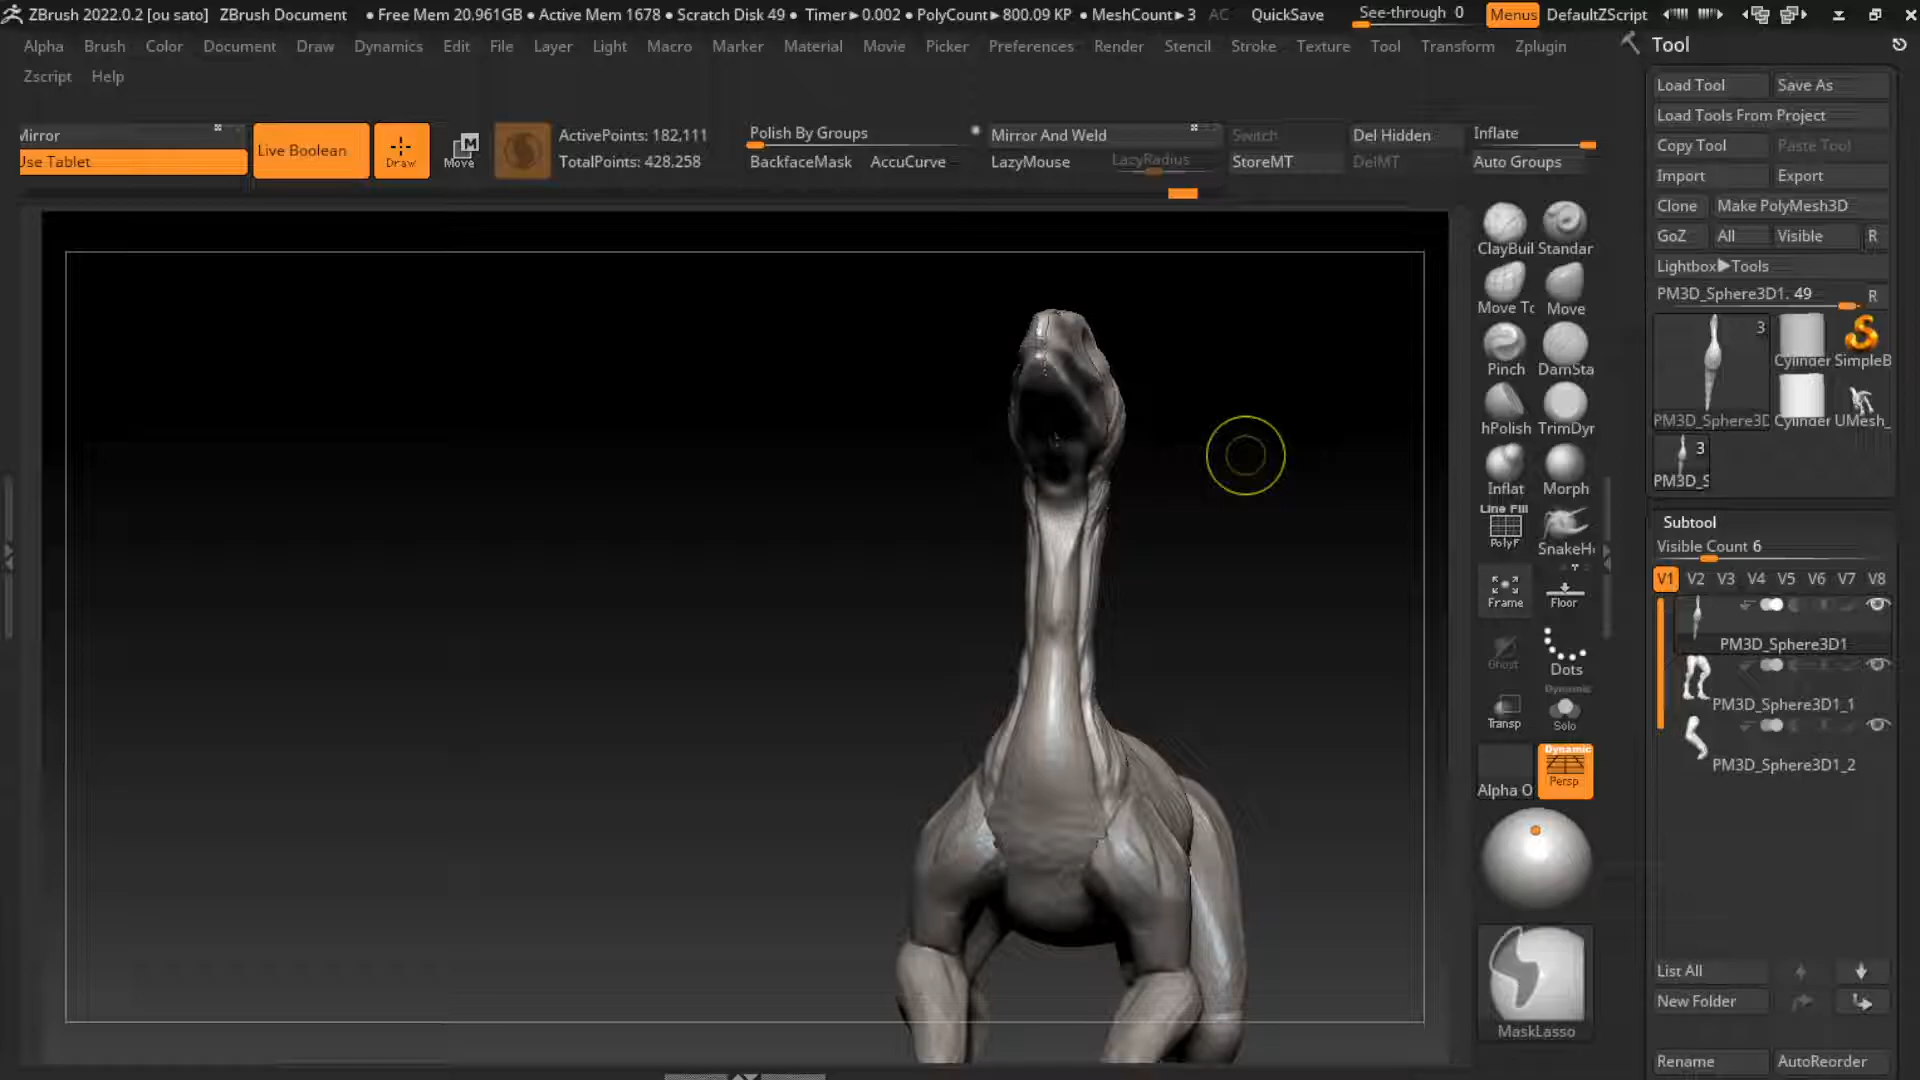 ZBrush 2022.0.2 [ou sato] ZBrush Document • Free Mem 20.961GB • Active Mem 1678 • Scratch Disk 49 • Timer▸0.002 • PolyCount▸800.09 KP • MeshCount▸3 AC QuickSave See-through 0 Menus DefaultZScript
Alpha Brush Color Document Draw Dynamics Edit File Layer Light Macro Marker Material Movie Picker Preferences Render Stencil Stroke Texture Tool Transform Zplugin
Zscript Help
Tool
Load Tool Save As
Load Tools From Project
Copy Tool Paste Tool
Import Export
Clone Make PolyMesh3D
GoZ All Visible R
Lightbox▸Tools
PM3D_Sphere3D1. 49 R
Mirror
Use Tablet
Live Boolean
Draw
Move
ActivePoints: 182,111
TotalPoints: 428,258
Polish By Groups
BackfaceMask AccuCurve
Mirror And Weld
LazyMouse LazyRadius
Switch Del Hidden
StoreMT DelMT
Inflate
Auto Groups
ClayBuil Standar
Move To Move
Pinch DamSta
hPolish TrimDyn
Inflat Morph
Line Fill
PolyF SnakeH
Frame Floor
Ghost Dots
Dynamic
Transp Solo
Dynamic
Alpha O Persp
MaskLasso
3
Cylinder SimpleB
PM3D_Sphere3D Cylinder UMesh_
3
PM3D_S
Subtool
Visible Count 6
V1 V2 V3 V4 V5 V6 V7 V8
PM3D_Sphere3D1
PM3D_Sphere3D1_1
PM3D_Sphere3D1_2
List All
New Folder
Rename AutoReorder